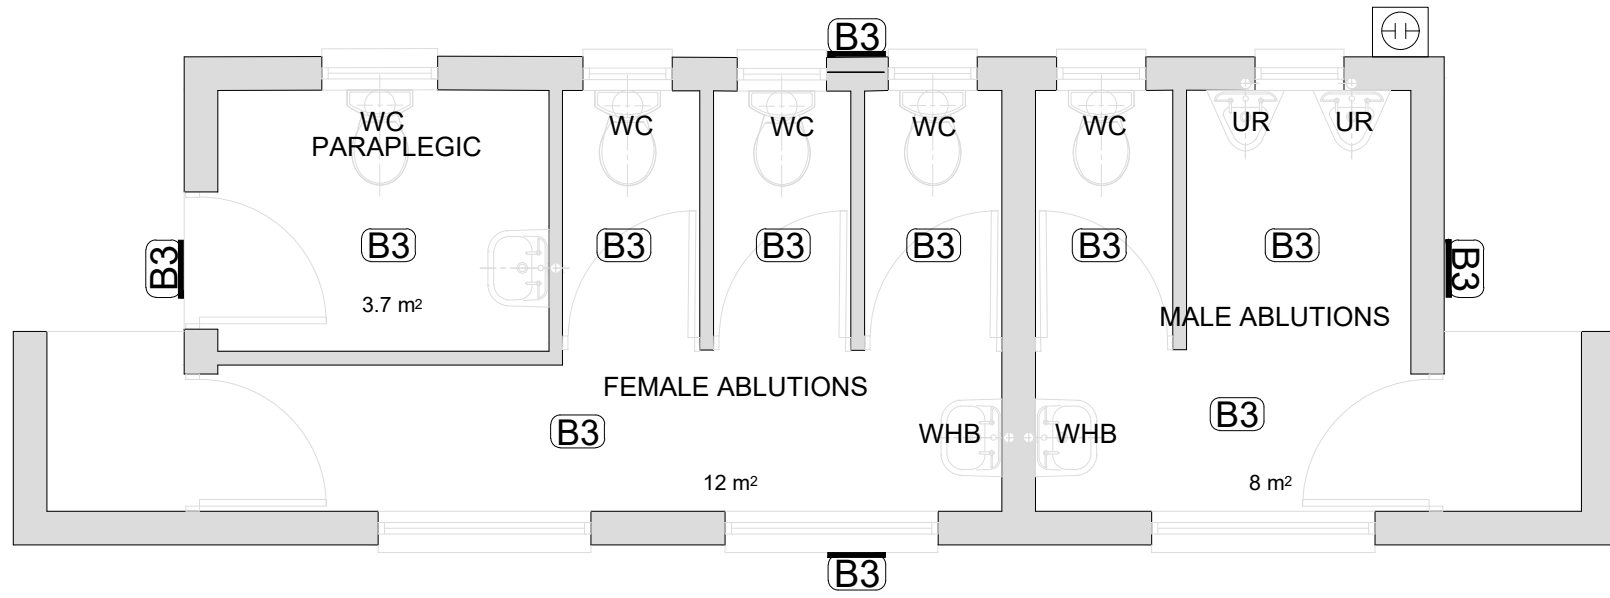 B3
WC
PARAPLEGIC
WC
WC
WC
WC
UR
UR
B3
B3
B3
B3
B3
B3
B3
B3
3.7 m²
MALE ABLUTIONS
FEMALE ABLUTIONS
B3
B3
WHB
WHB
12 m²
8 m²
B3